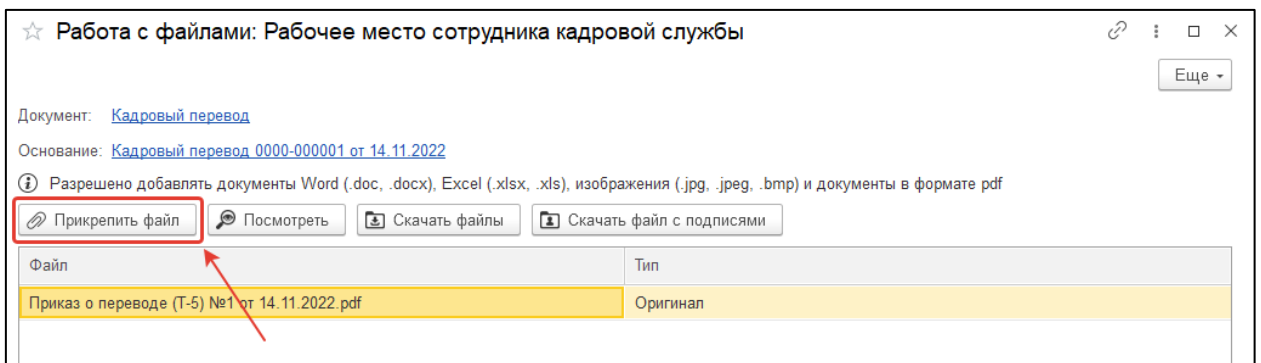 Работа с файлами: Рабочее место сотрудника кадровой службы
Еще
Документ: Кадровый перевод
Основание: Кадровый перевод 0000-000001 от 14.11.2022
Разрешено добавлять документы Word (.doc, .docx), Excel (.xlsx, .xls), изображения (.jpg, .jpeg, .bmp) и документы в формате pdf
Прикрепить файл Посмотреть Скачать файлы Скачать файл с подписями
Файл Тип
Приказ о переводе (Т-5) №1 от 14.11.2022.pdf Оригинал